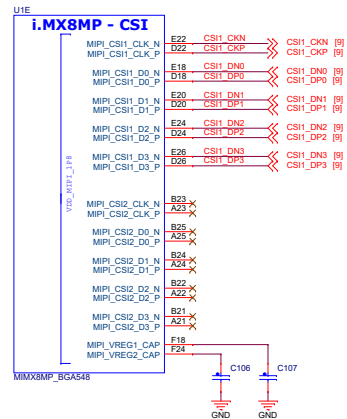 U1E
i.MX8MP - CSI
VDD_MIPI_1P8
MIPI_CSI1_CLK_N E22 CSI1_CKN CSI1_CKN [9]
MIPI_CSI1_CLK_P D22 CSI1_CKP CSI1_CKP [9]
MIPI_CSI1_D0_N E18 CSI1_DN0 CSI1_DN0 [9]
MIPI_CSI1_D0_P D18 CSI1_DP0 CSI1_DP0 [9]
MIPI_CSI1_D1_N E20 CSI1_DN1 CSI1_DN1 [9]
MIPI_CSI1_D1_P D20 CSI1_DP1 CSI1_DP1 [9]
MIPI_CSI1_D2_N E24 CSI1_DN2 CSI1_DN2 [9]
MIPI_CSI1_D2_P D24 CSI1_DP2 CSI1_DP2 [9]
MIPI_CSI1_D3_N E26 CSI1_DN3 CSI1_DN3 [9]
MIPI_CSI1_D3_P D26 CSI1_DP3 CSI1_DP3 [9]
MIPI_CSI2_CLK_N B23
MIPI_CSI2_CLK_P A23
MIPI_CSI2_D0_N B25
MIPI_CSI2_D0_P A25
MIPI_CSI2_D1_N B24
MIPI_CSI2_D1_P A24
MIPI_CSI2_D2_N B22
MIPI_CSI2_D2_P A22
MIPI_CSI2_D3_N B21
MIPI_CSI2_D3_P A21
MIPI_VREG1_CAP F18
MIPI_VREG2_CAP F24
C106 C107
MIMX8MP_BGA548
GND GND